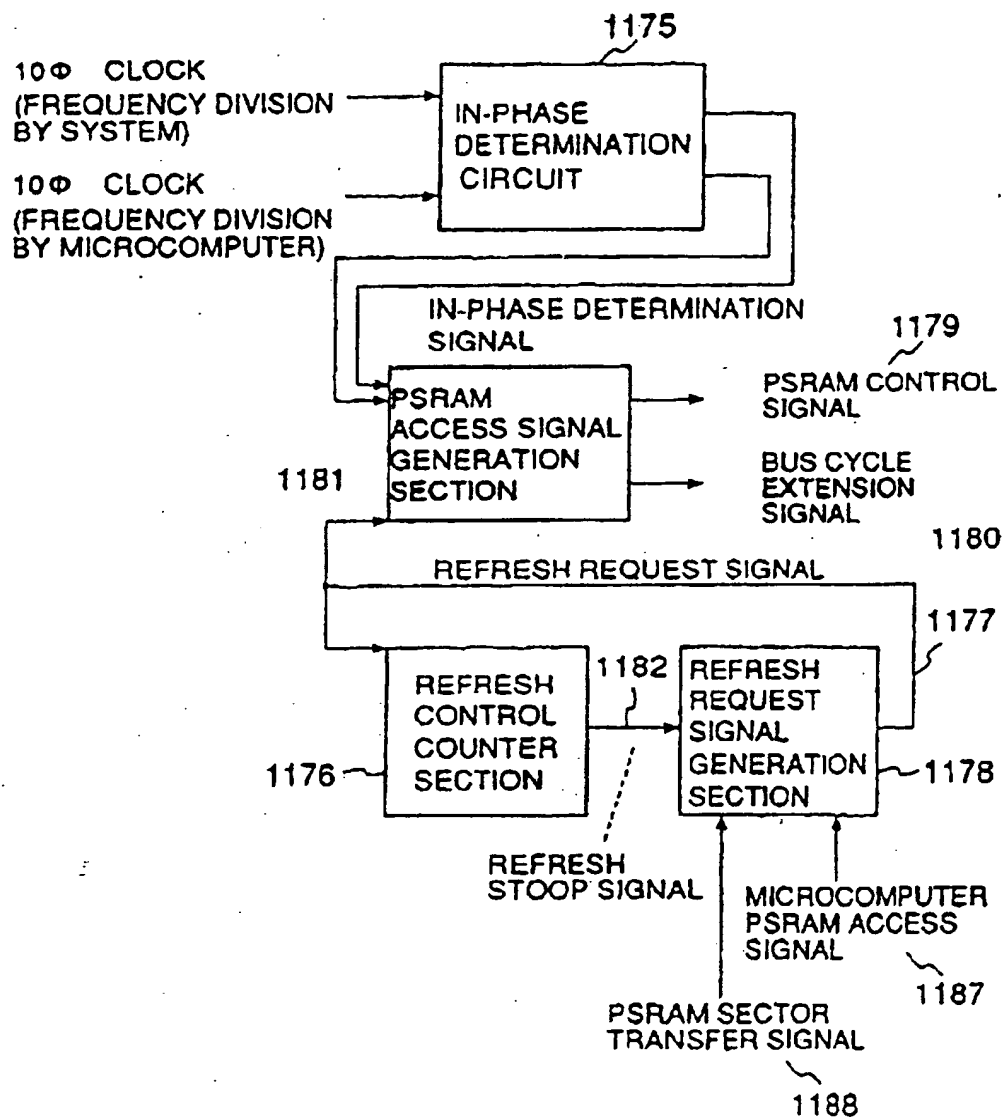 1175
10Φ CLOCK
(FREQUENCY DIVISION
BY SYSTEM)
IN-PHASE
DETERMINATION
CIRCUIT
10Φ CLOCK
(FREQUENCY DIVISION
BY MICROCOMPUTER)
IN-PHASE DETERMINATION
SIGNAL
1179
PSRAM CONTROL
SIGNAL
PSRAM
ACCESS SIGNAL
GENERATION
SECTION
1181
BUS CYCLE
EXTENSION
SIGNAL
1180
REFRESH REQUEST SIGNAL
1177
REFRESH
CONTROL
COUNTER
SECTION
1176
1182
REFRESH
REQUEST
SIGNAL
GENERATION
SECTION
1178
REFRESH
STOOP SIGNAL
MICROCOMPUTER
PSRAM ACCESS
SIGNAL
1187
PSRAM SECTOR
TRANSFER SIGNAL
1188